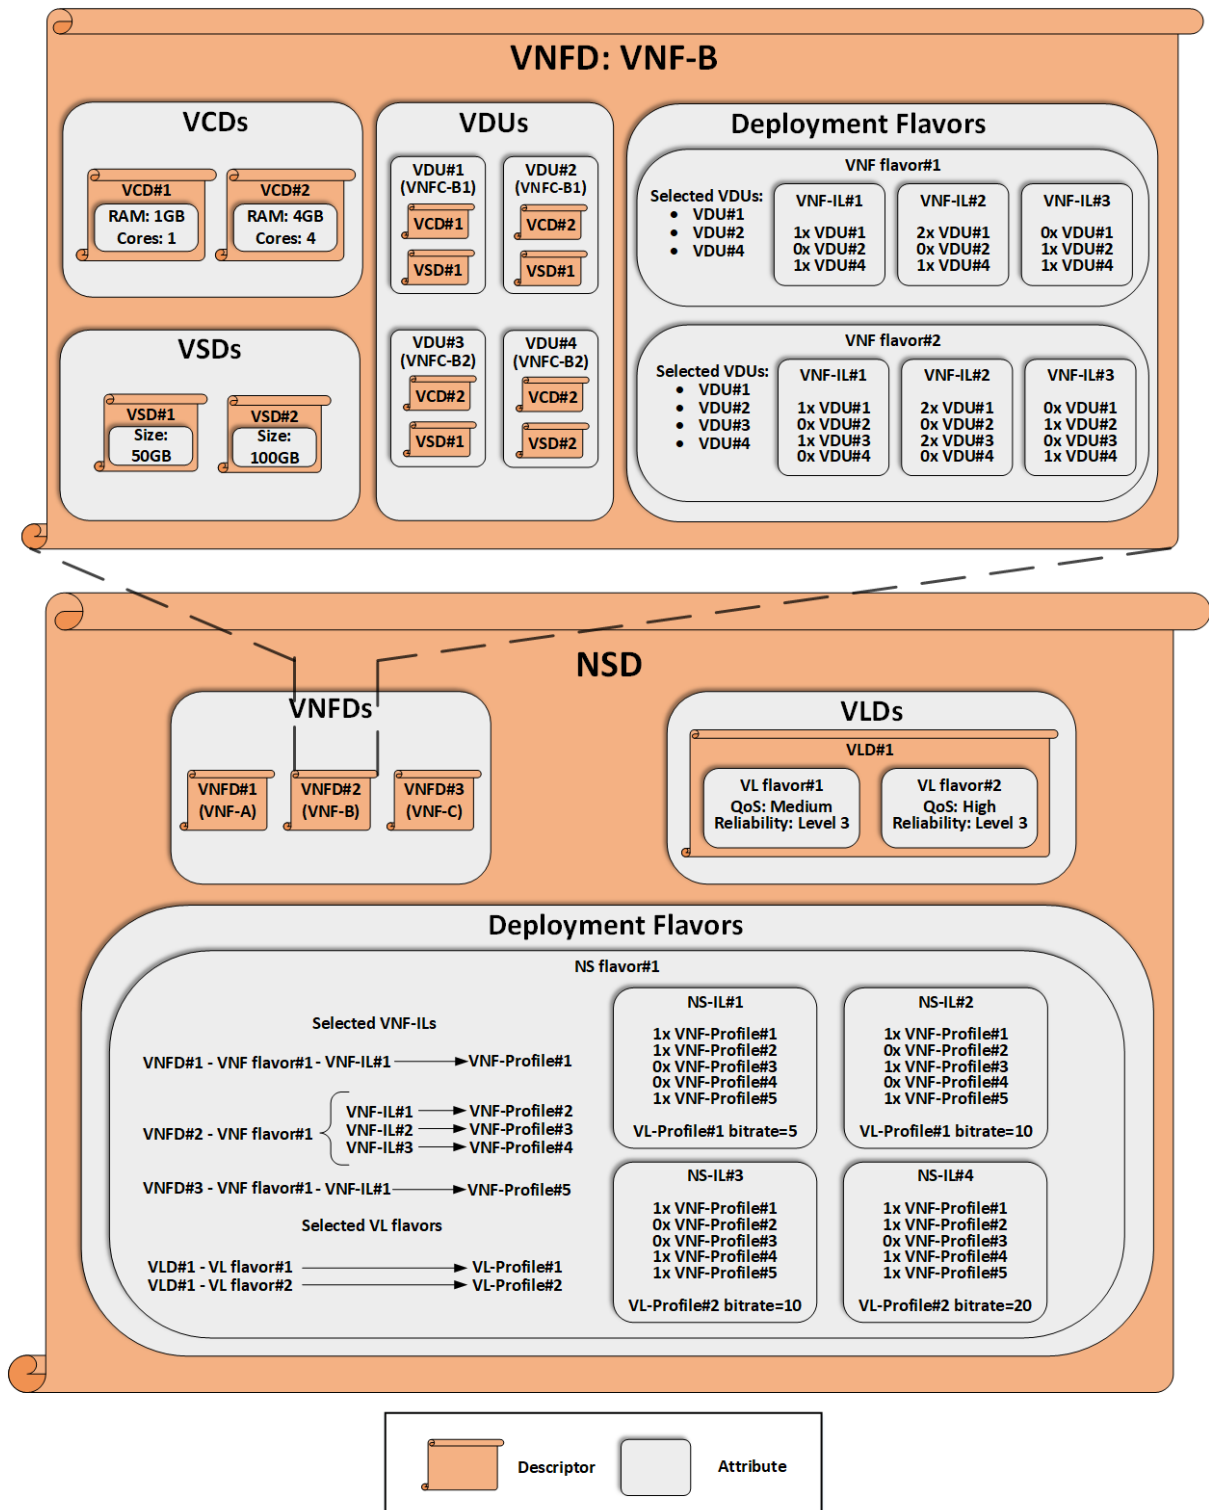 VNFD: VNF-B
VCDs
VCD#1
RAM: 1GB
Cores: 1
VCD#2
RAM: 4GB
Cores: 4
VSDs
VSD#1
Size:
50GB
VSD#2
Size:
100GB
VDUs
VDU#1
(VNFC-B1)
VCD#1
VSD#1
VDU#2
(VNFC-B1)
VCD#2
VSD#1
VDU#3
(VNFC-B2)
VCD#2
VSD#1
VDU#4
(VNFC-B2)
VCD#2
VSD#2
Deployment Flavors
VNF flavor#1
Selected VDUs:
• VDU#1
• VDU#2
• VDU#4
VNF-IL#1
1x VDU#1
0x VDU#2
1x VDU#4
VNF-IL#2
2x VDU#1
0x VDU#2
1x VDU#4
VNF-IL#3
0x VDU#1
1x VDU#2
1x VDU#4
VNF flavor#2
Selected VDUs:
• VDU#1
• VDU#2
• VDU#3
• VDU#4
VNF-IL#1
1x VDU#1
0x VDU#2
1x VDU#3
0x VDU#4
VNF-IL#2
2x VDU#1
0x VDU#2
2x VDU#3
0x VDU#4
VNF-IL#3
0x VDU#1
1x VDU#2
0x VDU#3
1x VDU#4
NSD
VNFDs
VNFD#1
(VNF-A)
VNFD#2
(VNF-B)
VNFD#3
(VNF-C)
VLDs
VLD#1
VL flavor#1
QoS: Medium
Reliability: Level 3
VL flavor#2
QoS: High
Reliability: Level 3
Deployment Flavors
NS flavor#1
Selected VNF-ILs
VNFD#1 - VNF flavor#1 - VNF-IL#1 VNF-Profile#1
VNFD#2 - VNF flavor#1
VNF-IL#1 VNF-Profile#2
VNF-IL#2 VNF-Profile#3
VNF-IL#3 VNF-Profile#4
VNFD#3 - VNF flavor#1 - VNF-IL#1 VNF-Profile#5
Selected VL flavors
VLD#1 - VL flavor#1 VL-Profile#1
VLD#1 - VL flavor#2 VL-Profile#2
NS-IL#1
1x VNF-Profile#1
1x VNF-Profile#2
0x VNF-Profile#3
0x VNF-Profile#4
1x VNF-Profile#5
VL-Profile#1 bitrate=5
NS-IL#2
1x VNF-Profile#1
0x VNF-Profile#2
1x VNF-Profile#3
0x VNF-Profile#4
1x VNF-Profile#5
VL-Profile#1 bitrate=10
NS-IL#3
1x VNF-Profile#1
0x VNF-Profile#2
0x VNF-Profile#3
1x VNF-Profile#4
1x VNF-Profile#5
VL-Profile#2 bitrate=10
NS-IL#4
1x VNF-Profile#1
1x VNF-Profile#2
0x VNF-Profile#3
1x VNF-Profile#4
1x VNF-Profile#5
VL-Profile#2 bitrate=20
Descriptor
Attribute